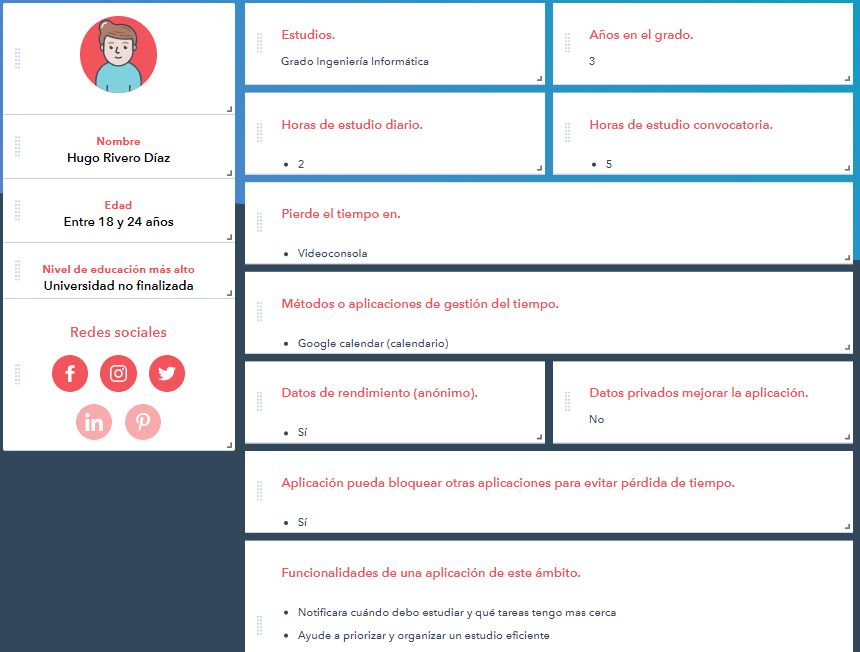 Nombre
Hugo Rivero Díaz
Edad
Entre 18 y 24 años
Nivel de educación más alto
Universidad no finalizada
Redes sociales
f
in
Estudios.
Grado Ingeniería Informática
Años en el grado.
3
Horas de estudio diario.
• 2
Horas de estudio convocatoria.
• 5
Pierde el tiempo en.
• Videoconsola
Métodos o aplicaciones de gestión del tiempo.
• Google calendar (calendario)
Datos de rendimiento (anónimo).
• Sí
Datos privados mejorar la aplicación.
No
Aplicación pueda bloquear otras aplicaciones para evitar pérdida de tiempo.
• Sí
Funcionalidades de una aplicación de este ámbito.
• Notificara cuándo debo estudiar y qué tareas tengo mas cerca
• Ayude a priorizar y organizar un estudio eficiente